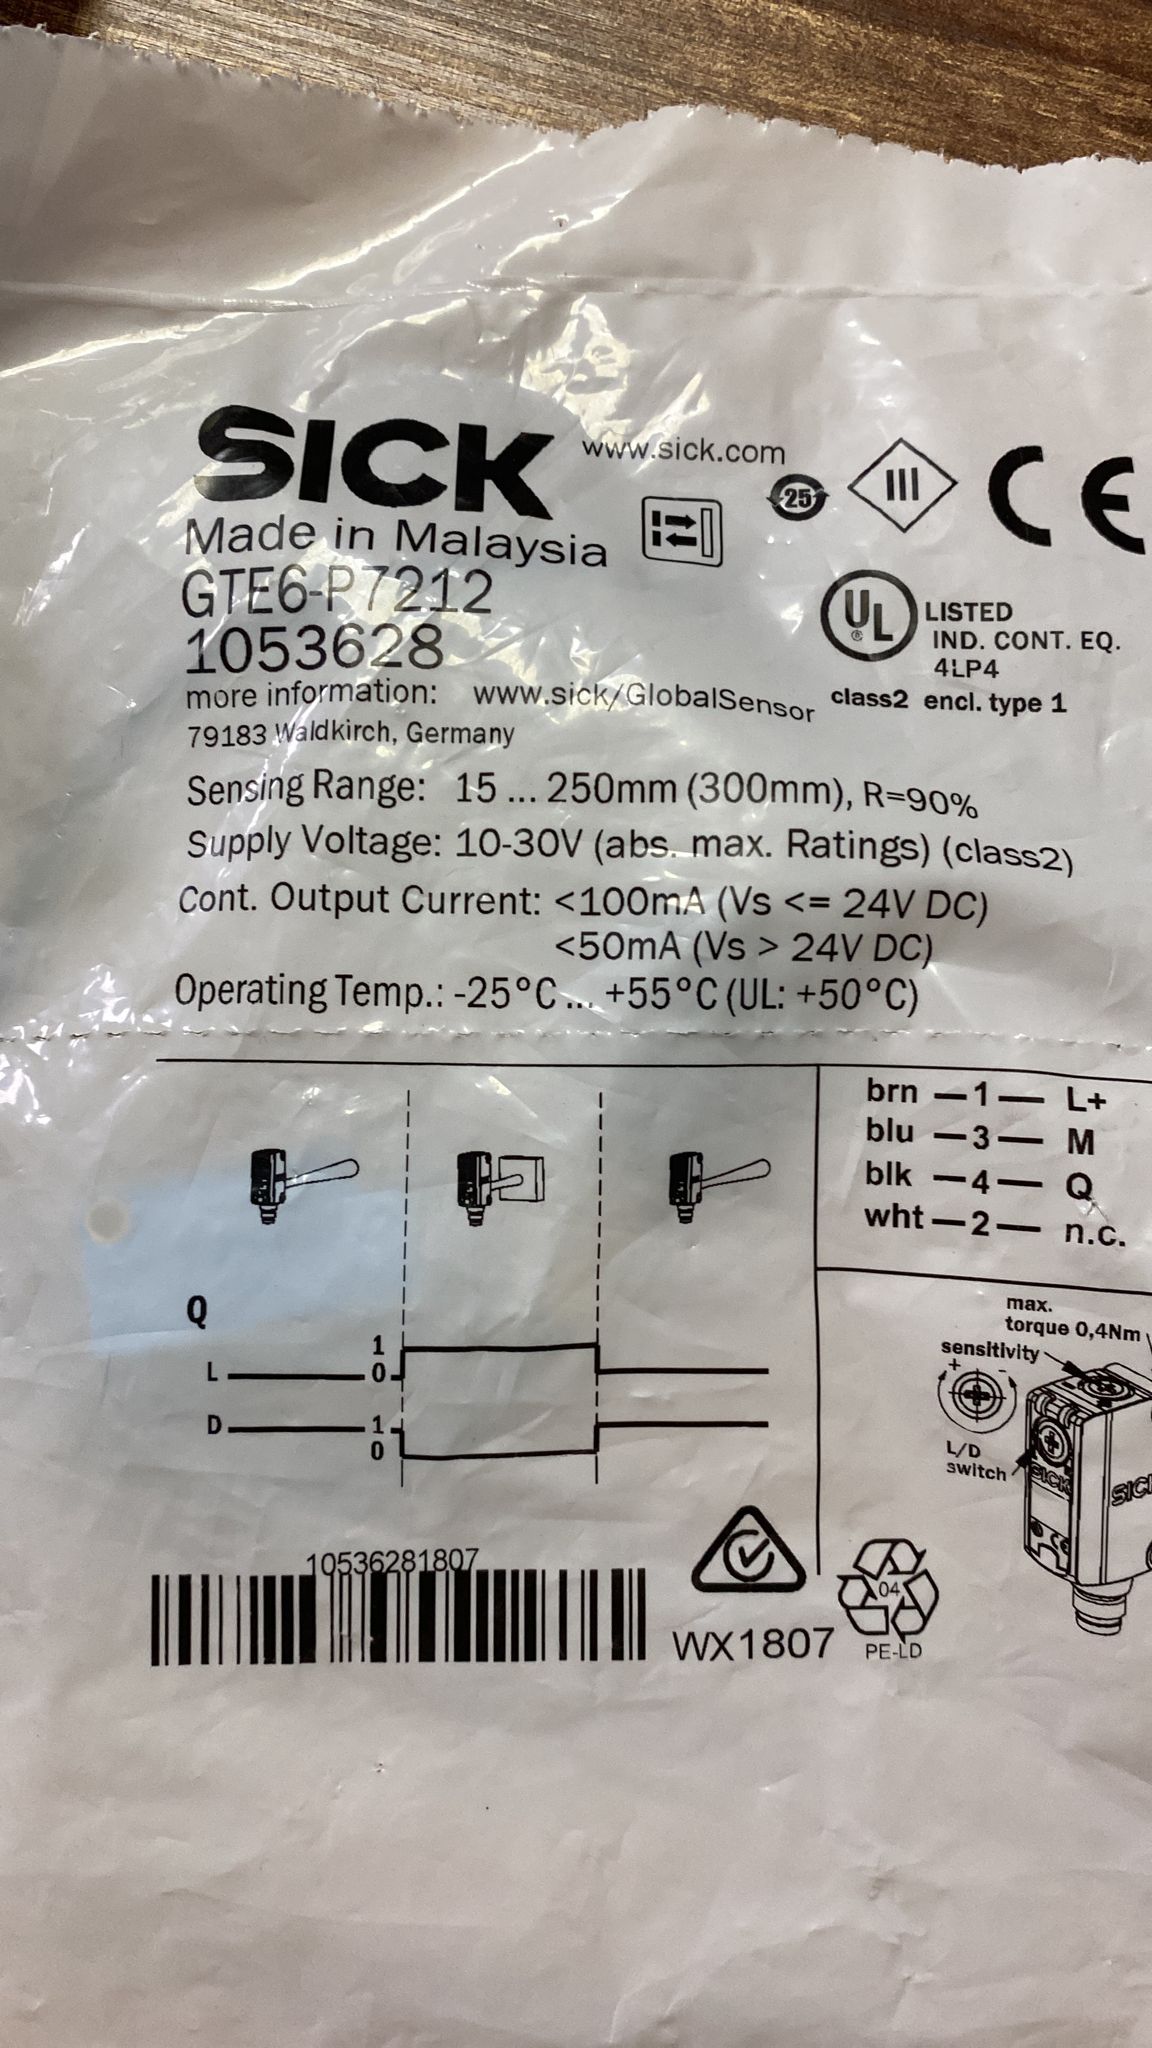 SICK www.sick.com
25
III
CE
Made in Malaysia
GTE6-P7212
1053628
UL ® LISTED
IND. CONT. EQ.
4LP4
class2 encl. type 1
more information: www.sick/GlobalSensor
79183 Waldkirch, Germany
Sensing Range: 15 ... 250mm (300mm), R=90%
Supply Voltage: 10-30V (abs. max. Ratings) (class2)
Cont. Output Current: <100mA (Vs <= 24V DC)
<50mA (Vs > 24V DC)
Operating Temp.: -25°C ... +55°C (UL: +50°C)
brn 1 L+
blu 3 M
blk 4 Q
wht 2 n.c.
Q
L 1
0
D 1
0
max.
torque 0,4Nm
sensitivity
+ -
L/D
switch
SICK
SICK
10536281807
WX1807
04
PE-LD